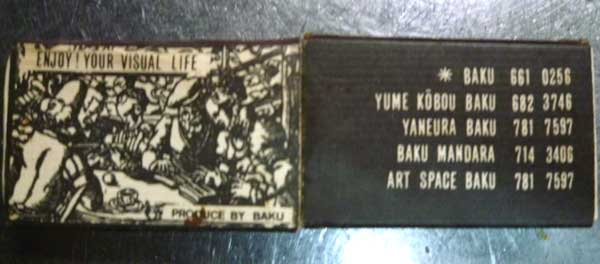 ENJOY! YOUR VISUAL LIFE
PRODUCE BY BAKU
* BAKU 661 0256
YUME KÔBOU BAKU 682 3746
YANEURA BAKU 781 7597
BAKU MANDARA 714 3406
ART SPACE BAKU 781 7597